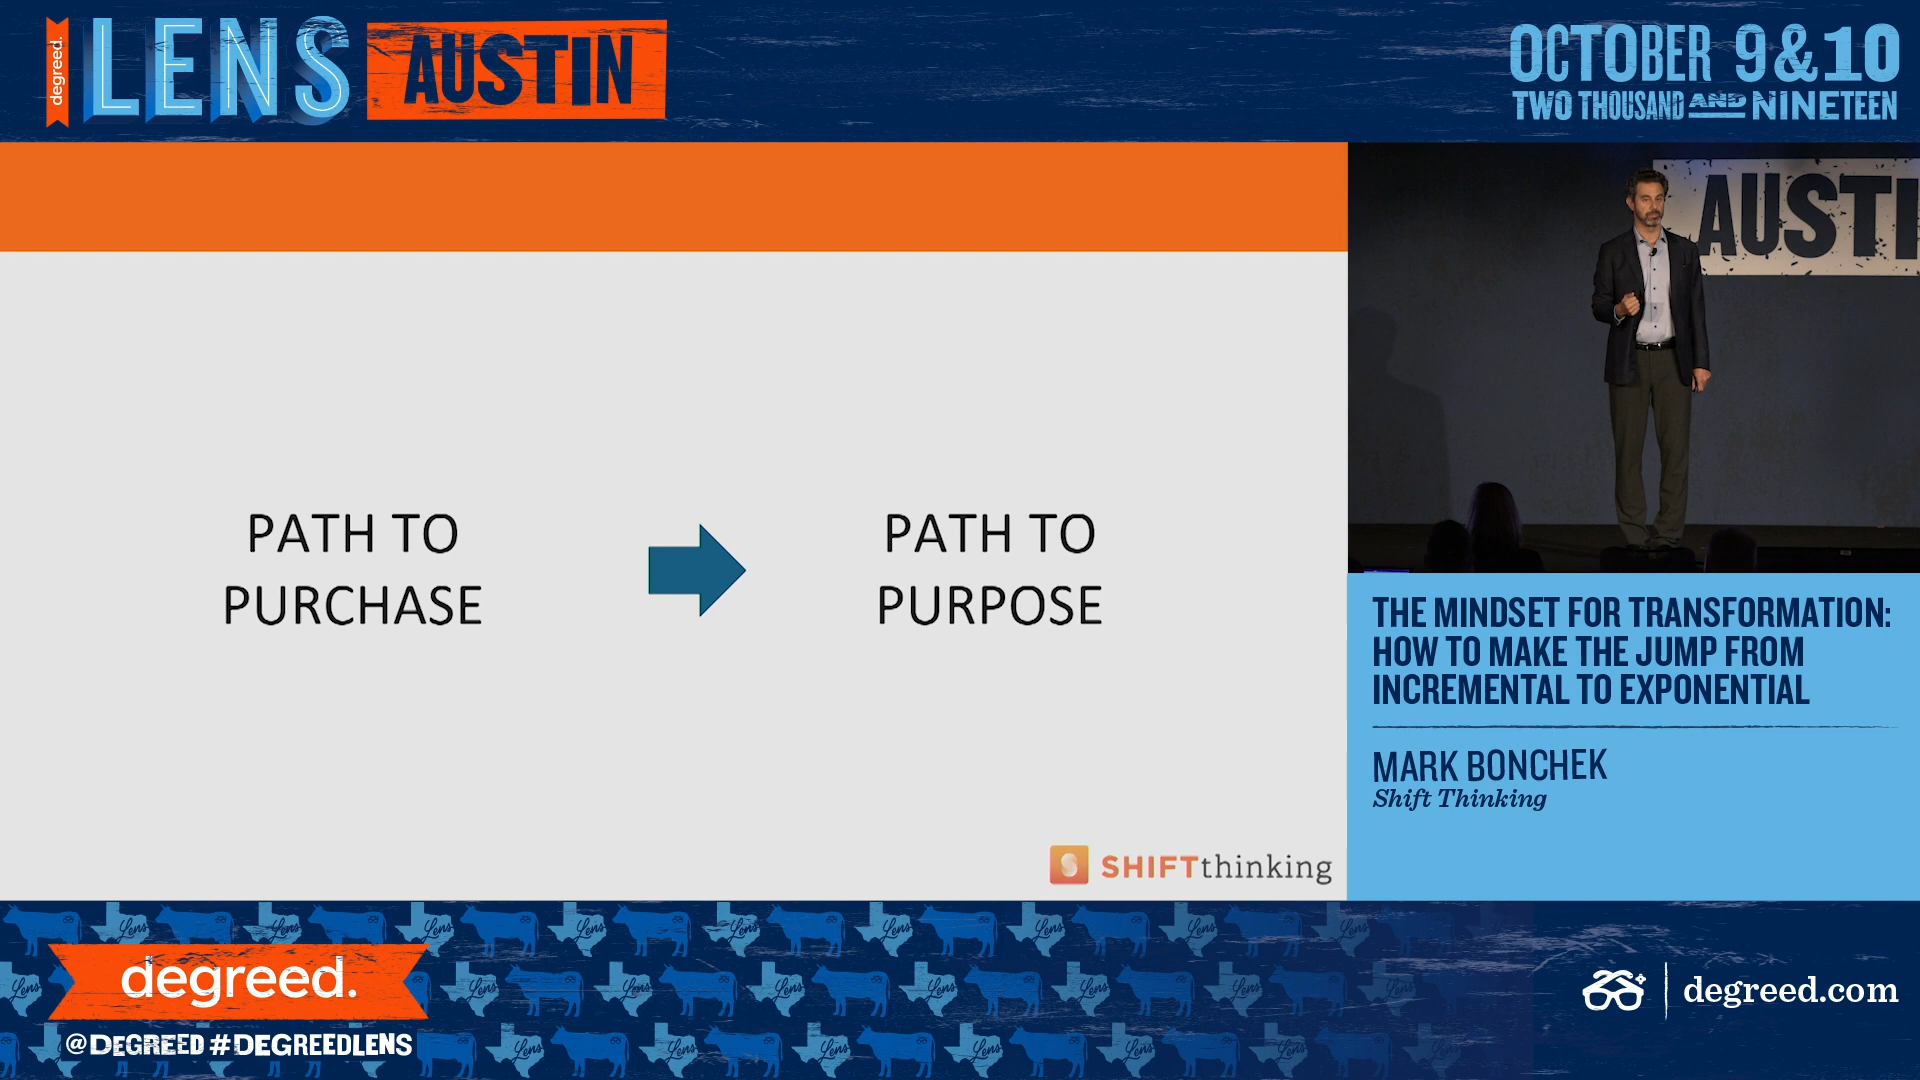 degreed.
LENS
AUSTIN
OCTOBER 9&10
TWO THOUSAND AND NINETEEN
PATH TO
PURCHASE
PATH TO
PURPOSE
SHIFTthinking
AUSTI
THE MINDSET FOR TRANSFORMATION:
HOW TO MAKE THE JUMP FROM
INCREMENTAL TO EXPONENTIAL
MARK BONCHEK
Shift Thinking
Lens
degreed.
@DEGREED #DEGREEDLENS
degreed.com